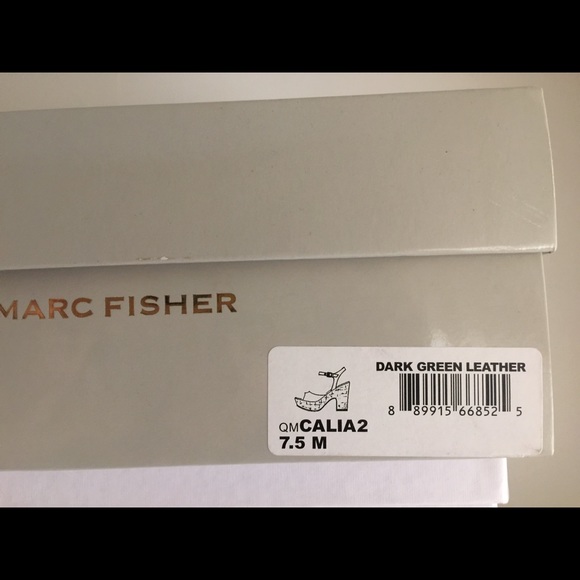 MARC FISHER
DARK GREEN LEATHER
8 89915 66852 5
QMCALIA2
7.5 M